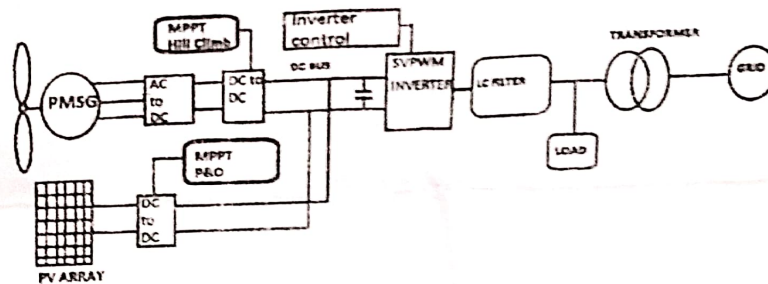 MPPT
Hill Climb
Inverter
control
TRANSFORMER
DC BUS
SVPWM
INVERTER
PMSG
AC
to
DC
DC to
DC
LC FILTER
GRID
LOAD
MPPT
P&O
DC
to
DC
PV ARRAY